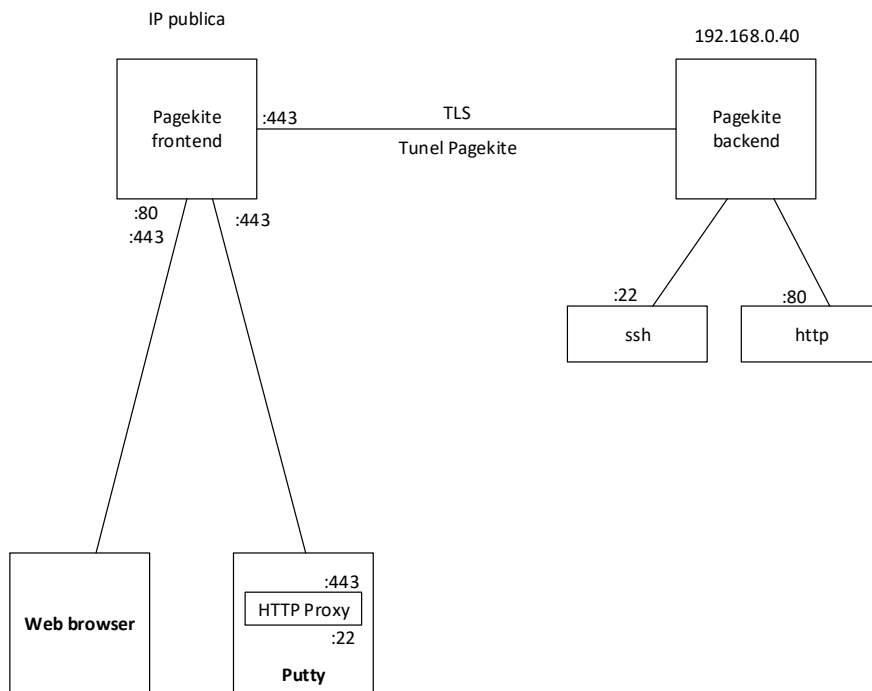 IP publica
192.168.0.40
Pagekite
frontend
:443
TLS
Tunel Pagekite
Pagekite
backend
:80
:443
:443
:22
ssh
:80
http
Web browser
:443
HTTP Proxy
:22
Putty